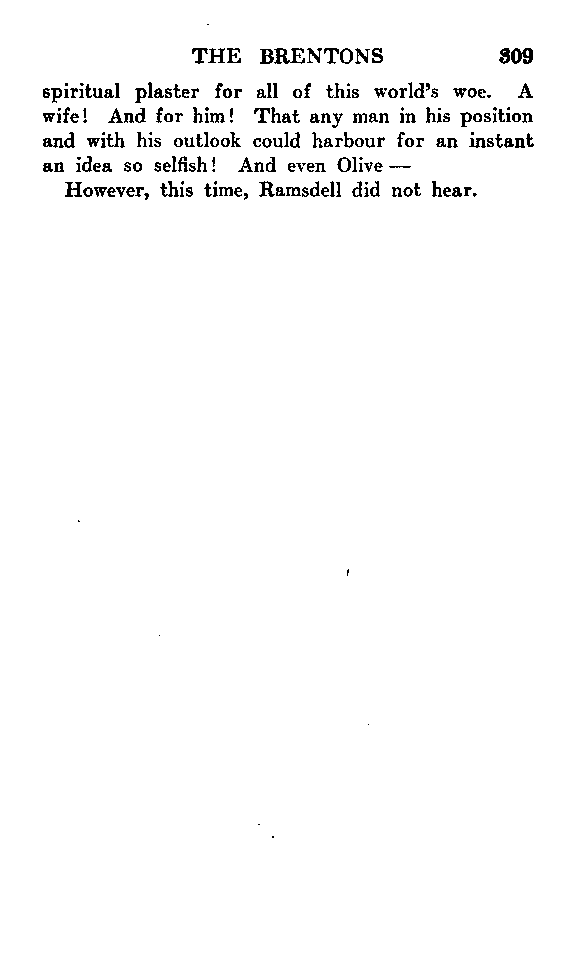 THE BRENTONS 309
spiritual plaster for all of this world's woe. A
wife! And for him! That any man in his position
and with his outlook could harbour for an instant
an idea so selfish! And even Olive —
However, this time, Ramsdell did not hear.